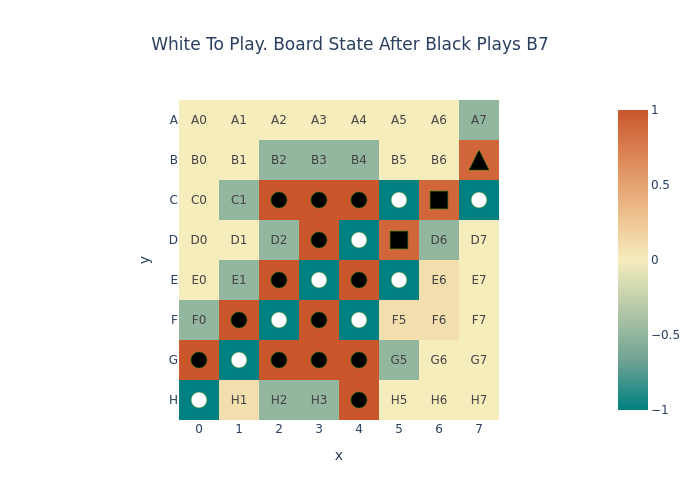 White To Play. Board State After Black Plays B7
A A0 A1 A2 A3 A4 A5 A6 A7 1
B B0 B1 B2 B3 B4 B5 B6
C C0 C1 0.5
D D0 D1 D2 D6 D7
y 0
E E0 E1 E6 E7
F F0 F5 F6 F7 −0.5
G G5 G6 G7
H H1 H2 H3 H5 H6 H7 −1
0 1 2 3 4 5 6 7
x